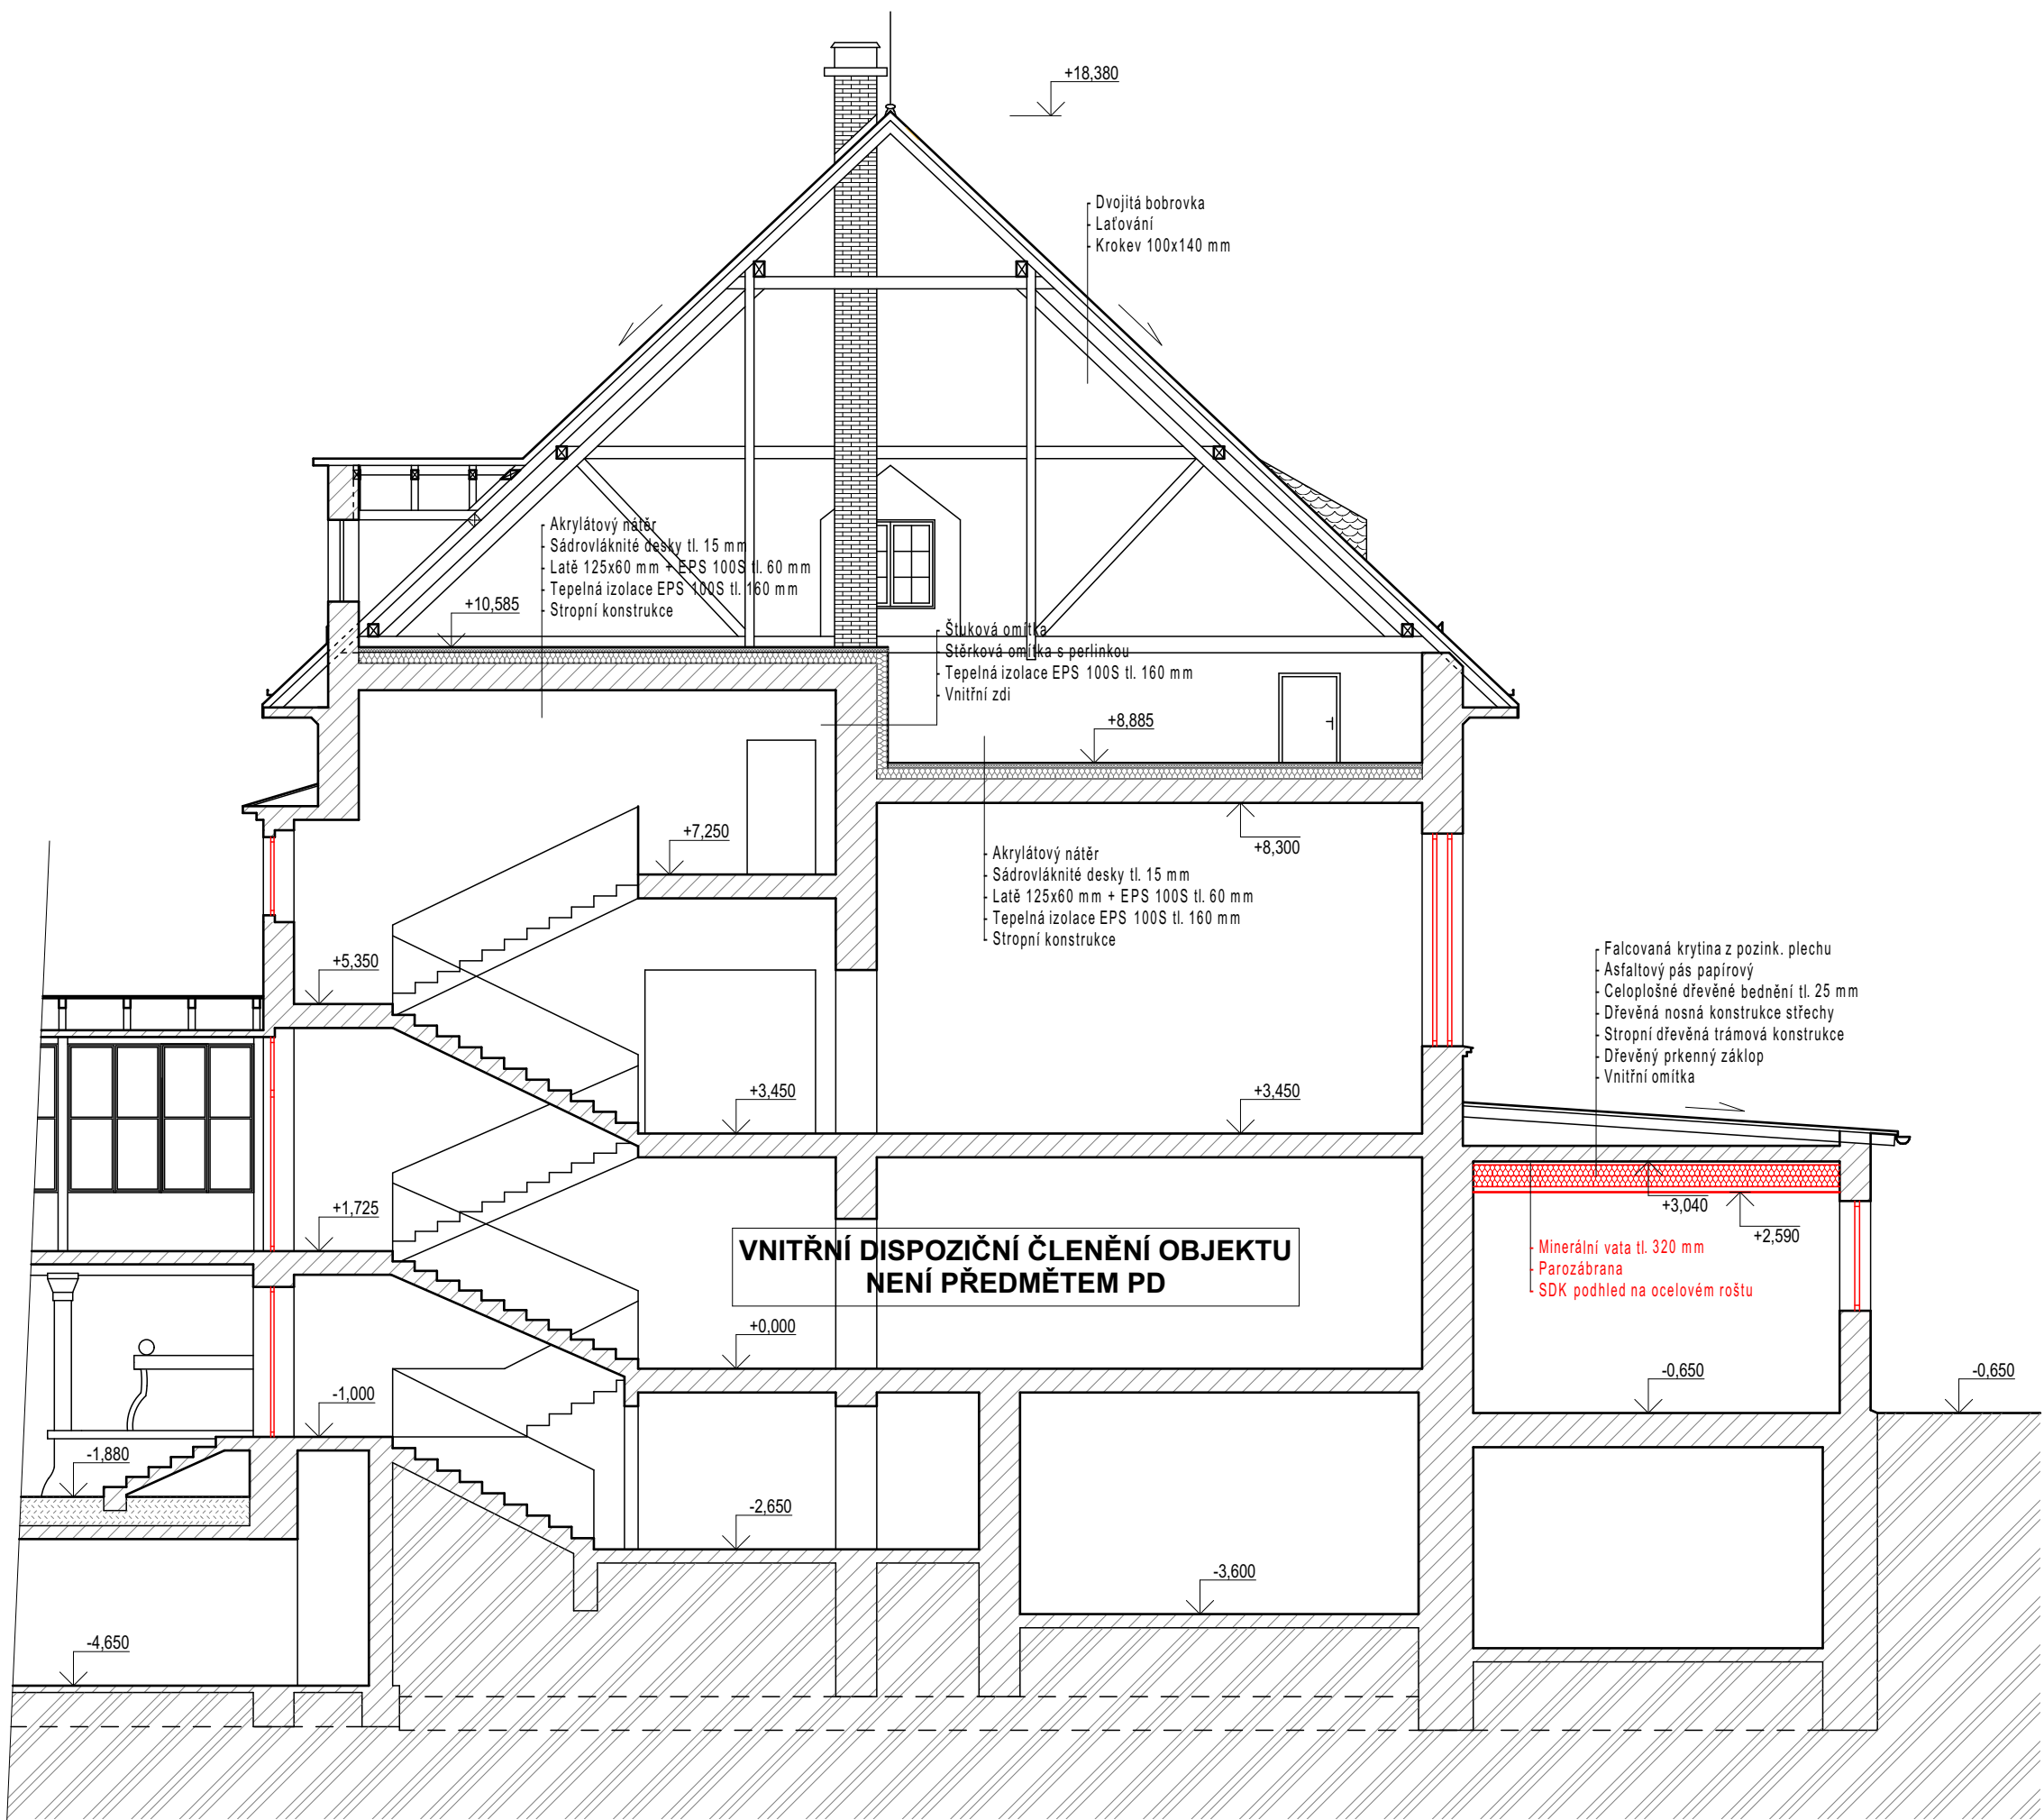 +18,380
- Dvojitá bobrovka
- Laťování
- Krokev 100x140 mm
- Akrylátový nátěr
- Sádrovláknité desky tl. 15 mm
- Latě 125x60 mm + EPS 100S tl. 60 mm
- Tepelná izolace EPS 100S tl. 160 mm
- Stropní konstrukce
+10,585
- Štuková omítka
- Stěrková omítka s perlinkou
- Tepelná izolace EPS 100S tl. 160 mm
- Vnitřní zdi
+8,885
+7,250
+8,300
- Akrylátový nátěr
- Sádrovláknité desky tl. 15 mm
- Latě 125x60 mm + EPS 100S tl. 60 mm
- Tepelná izolace EPS 100S tl. 160 mm
- Stropní konstrukce
+5,350
- Falcovaná krytina z pozink. plechu
- Asfaltový pás papírový
- Celoplošné dřevěné bednění tl. 25 mm
- Dřevěná nosná konstrukce střechy
- Stropní dřevěná trámová konstrukce
- Dřevěný prkenný záklop
- Vnitřní omítka
+3,450
+3,450
+1,725
+3,040
+2,590
VNITŘNÍ DISPOZIČNÍ ČLENĚNÍ OBJEKTU
NENÍ PŘEDMĚTEM PD
- Minerální vata tl. 320 mm
- Parozábrana
- SDK podhled na ocelovém roštu
+0,000
-1,000
-0,650
-0,650
-1,880
-2,650
-3,600
-4,650